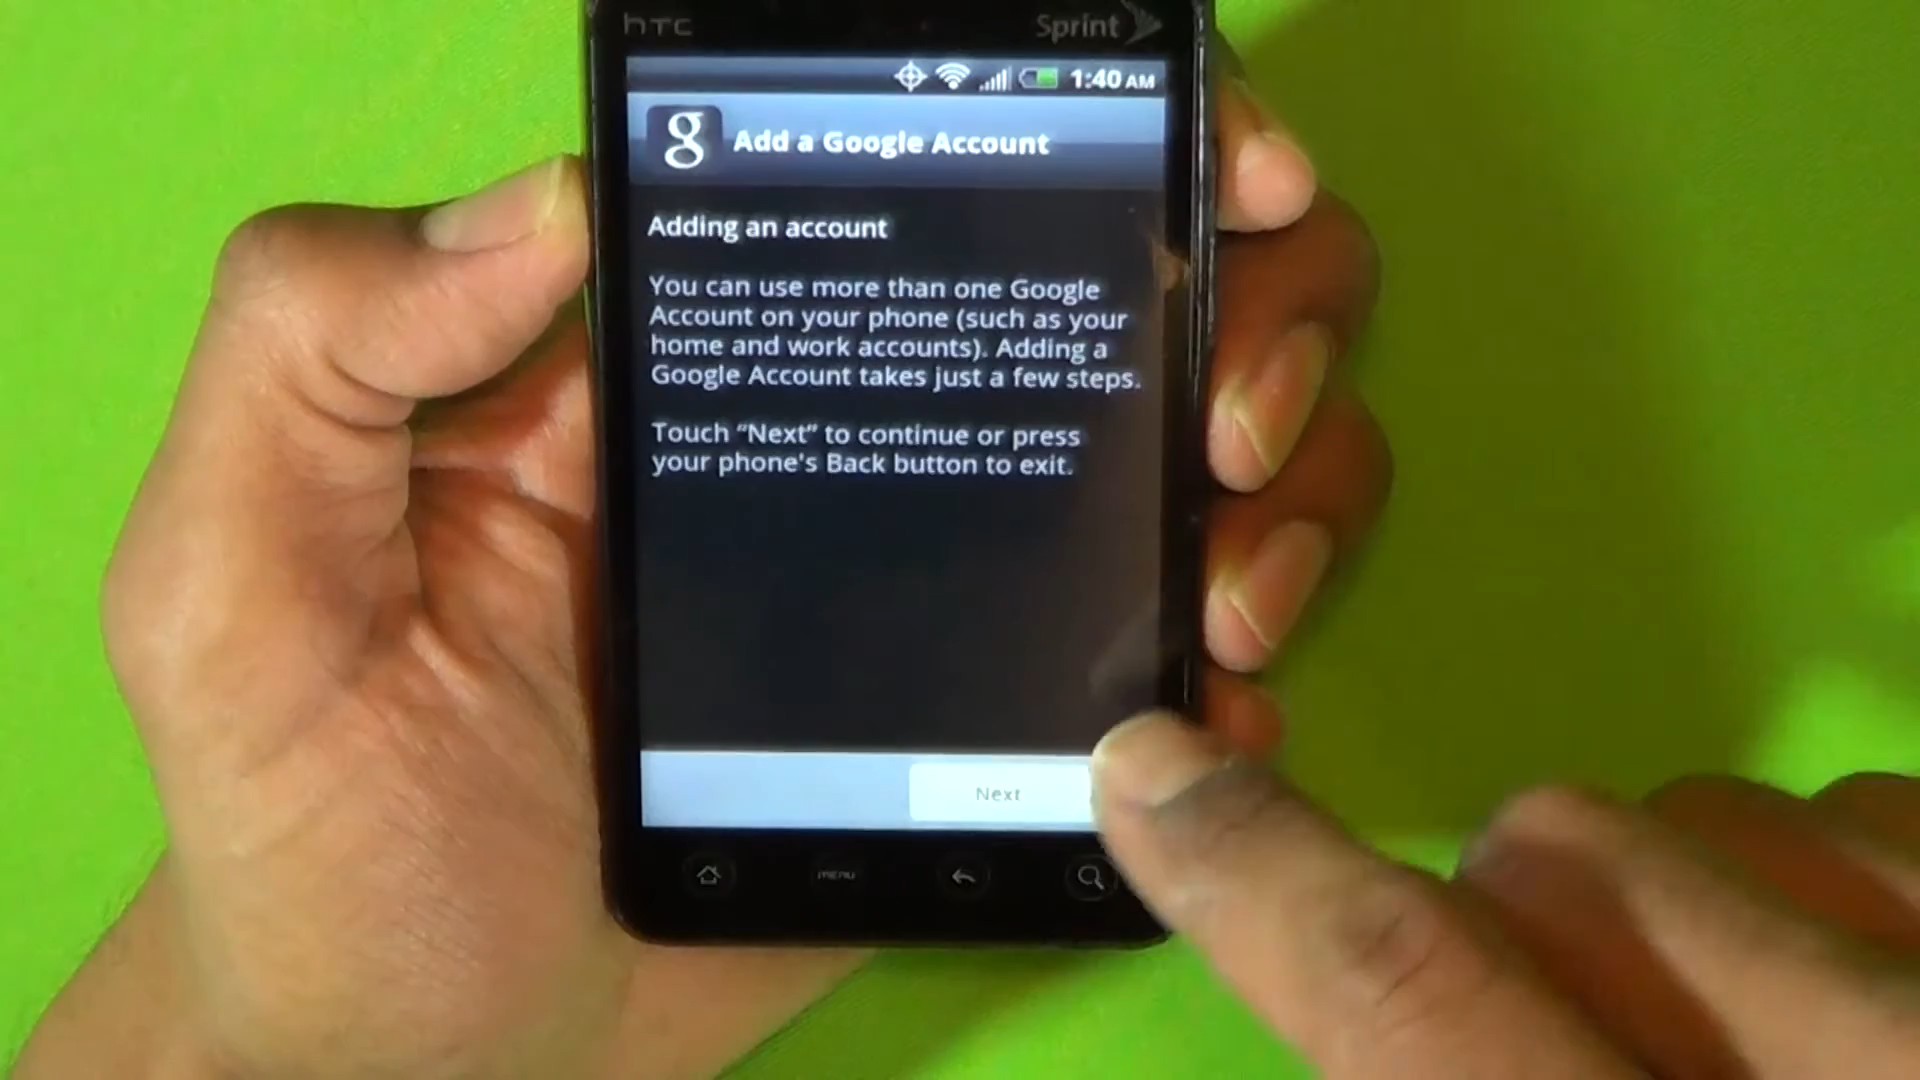 hTC Sprint
1:40 AM
g Add a Google Account
Adding an account
You can use more than one Google
Account on your phone (such as your
home and work accounts). Adding a
Google Account takes just a few steps.
Touch “Next” to continue or press
your phone's Back button to exit.
Next
menu